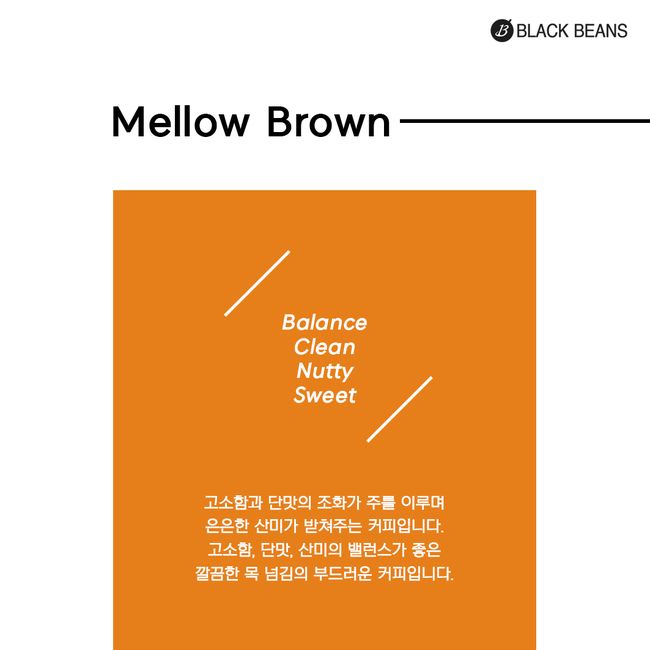 BLACK BEANS
Mellow Brown
Balance
Clean
Nutty
Sweet
고소함과 단맛의 조화가 주를 이루며
은은한 산미가 받쳐주는 커피입니다.
고소함, 단맛, 산미의 밸런스가 좋은
깔끔한 목 넘김의 부드러운 커피입니다.